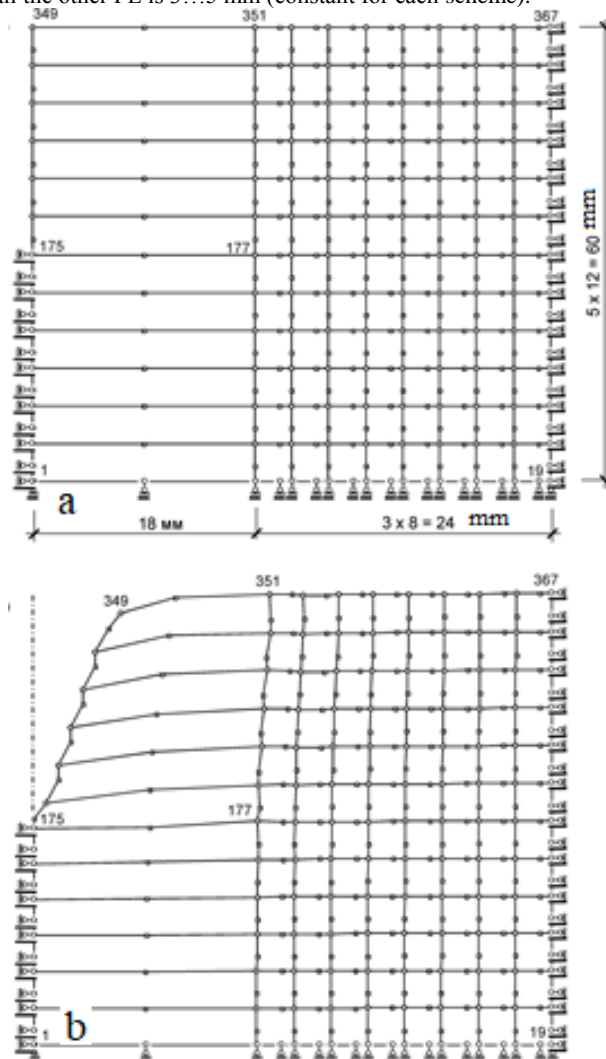 the other FE is 3…5 mm (constant for each scheme).
349 351 367
175 177
5 x 12 = 60 mm
1 19
a
18 мм 3 x 8 = 24 mm
349 351 367
175 177
1 19
b